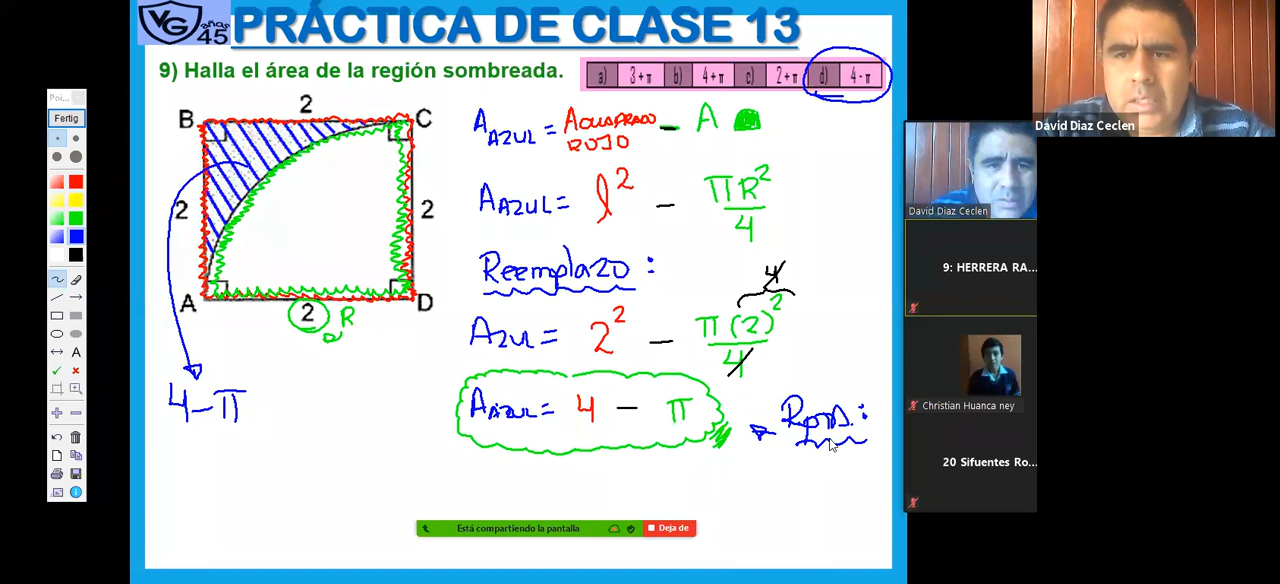 VG
años
45
PRÁCTICA DE CLASE 13
9) Halla el área de la región sombreada.
a) 3+π b) 4+π c) 2+π d) 4-π
Poi...
Fertig
A
B 2 C
2 2
A 2 D
R
4-π
A AZUL = A CUADRADO ROJO - A
A AZUL = l² - πR²/4
Reemplazo:
4
AZUL = 2² - π(2)²/4
A AZUL = 4 - π
Rpta.:
Está compartiendo la pantalla
Deja de
David Diaz Ceclen
David Diaz Ceclen
9: HERRERA RA...
Christian Huanca ney
20 Sifuentes Ro...